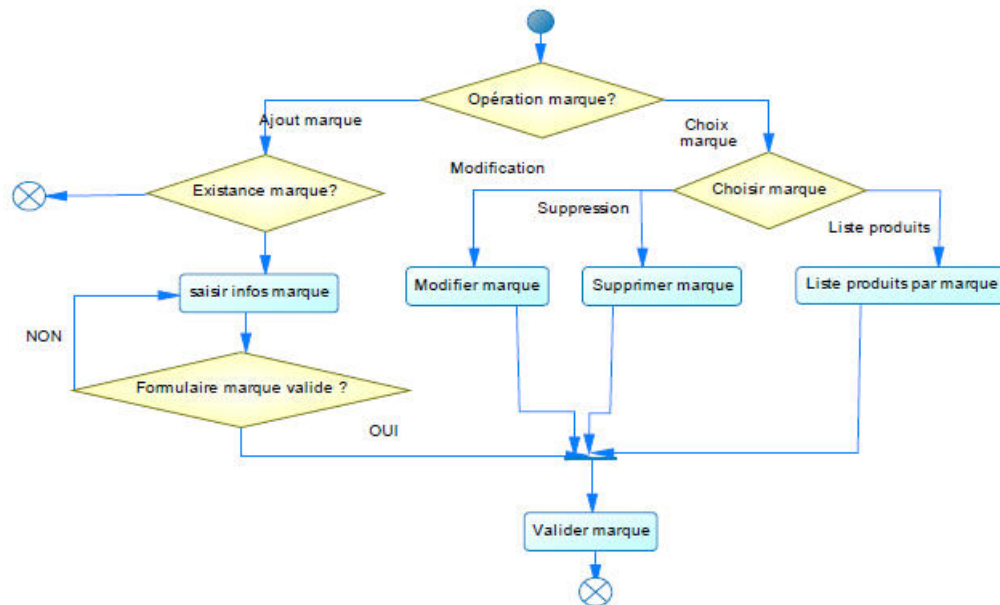 Opération marque?
Ajout marque
Choix
marque
Modification
Existance marque?
Choisir marque
Suppression
Liste produits
saisir infos marque
Modifier marque
Supprimer marque
Liste produits par marque
NON
Formulaire marque valide ?
OUI
Valider marque